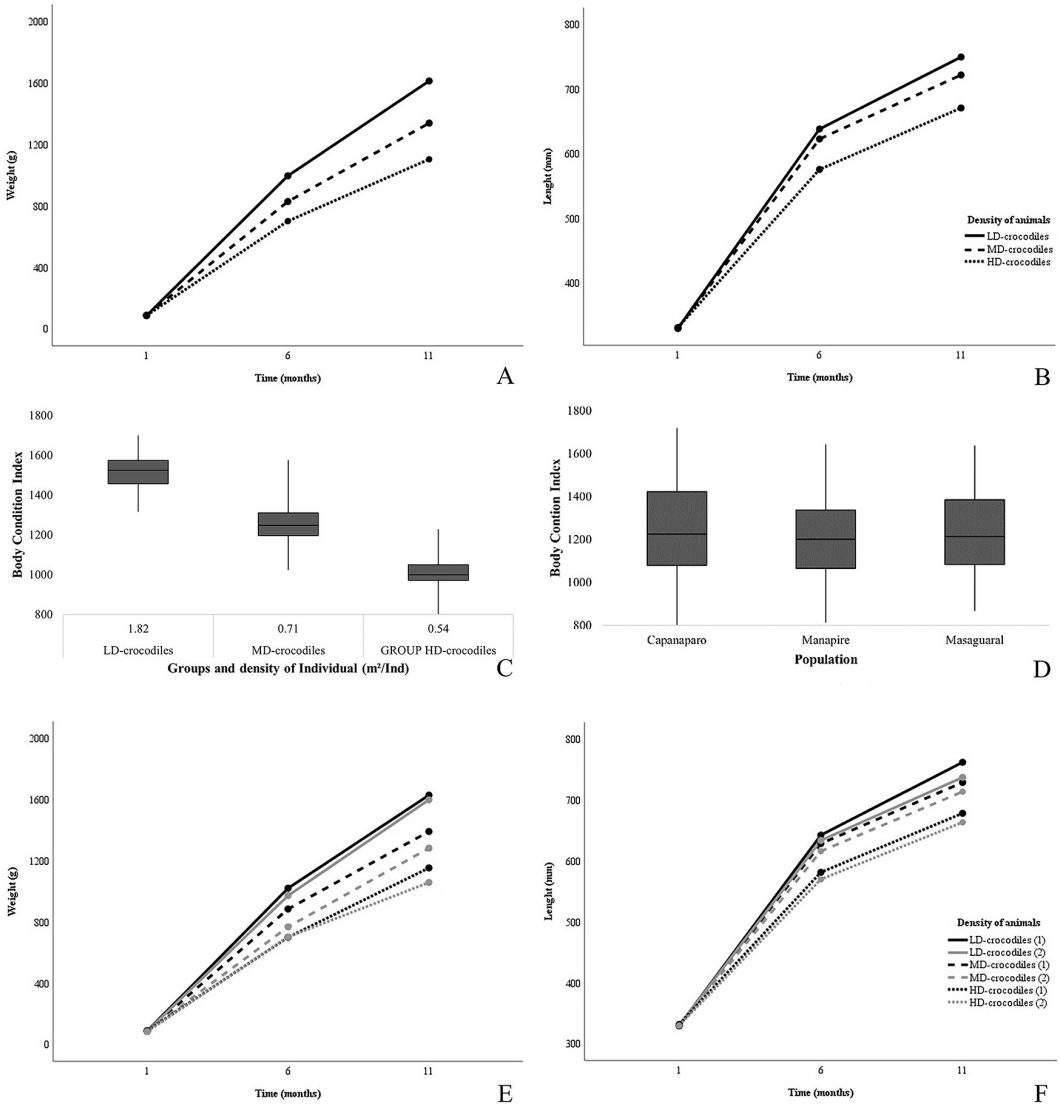 2000
1600
1200
800
400
0
Weight (g)
1
6
11
Time (months)
A
800
700
600
500
400
Lenght (mm)
1
6
11
Time (months)
Density of animals
LD-crocodiles
MD-crocodiles
HD-crocodiles
B
1800
1600
1400
1200
1000
800
Body Condition Index
1.82
0.71
0.54
LD-crocodiles
MD-crocodiles
GROUP HD-crocodiles
Groups and density of Individual (m²/Ind)
C
1800
1600
1400
1200
1000
800
Body Contion Index
Capanaparo
Manapire
Masaguaral
Population
D
2000
1600
1200
800
400
0
Weight (g)
1
6
11
Time (months)
E
800
700
600
500
400
300
Lenght (mm)
1
6
11
Time (months)
Density of animals
LD-crocodiles (1)
LD-crocodiles (2)
MD-crocodiles (1)
MD-crocodiles (2)
HD-crocodiles (1)
HD-crocodiles (2)
F